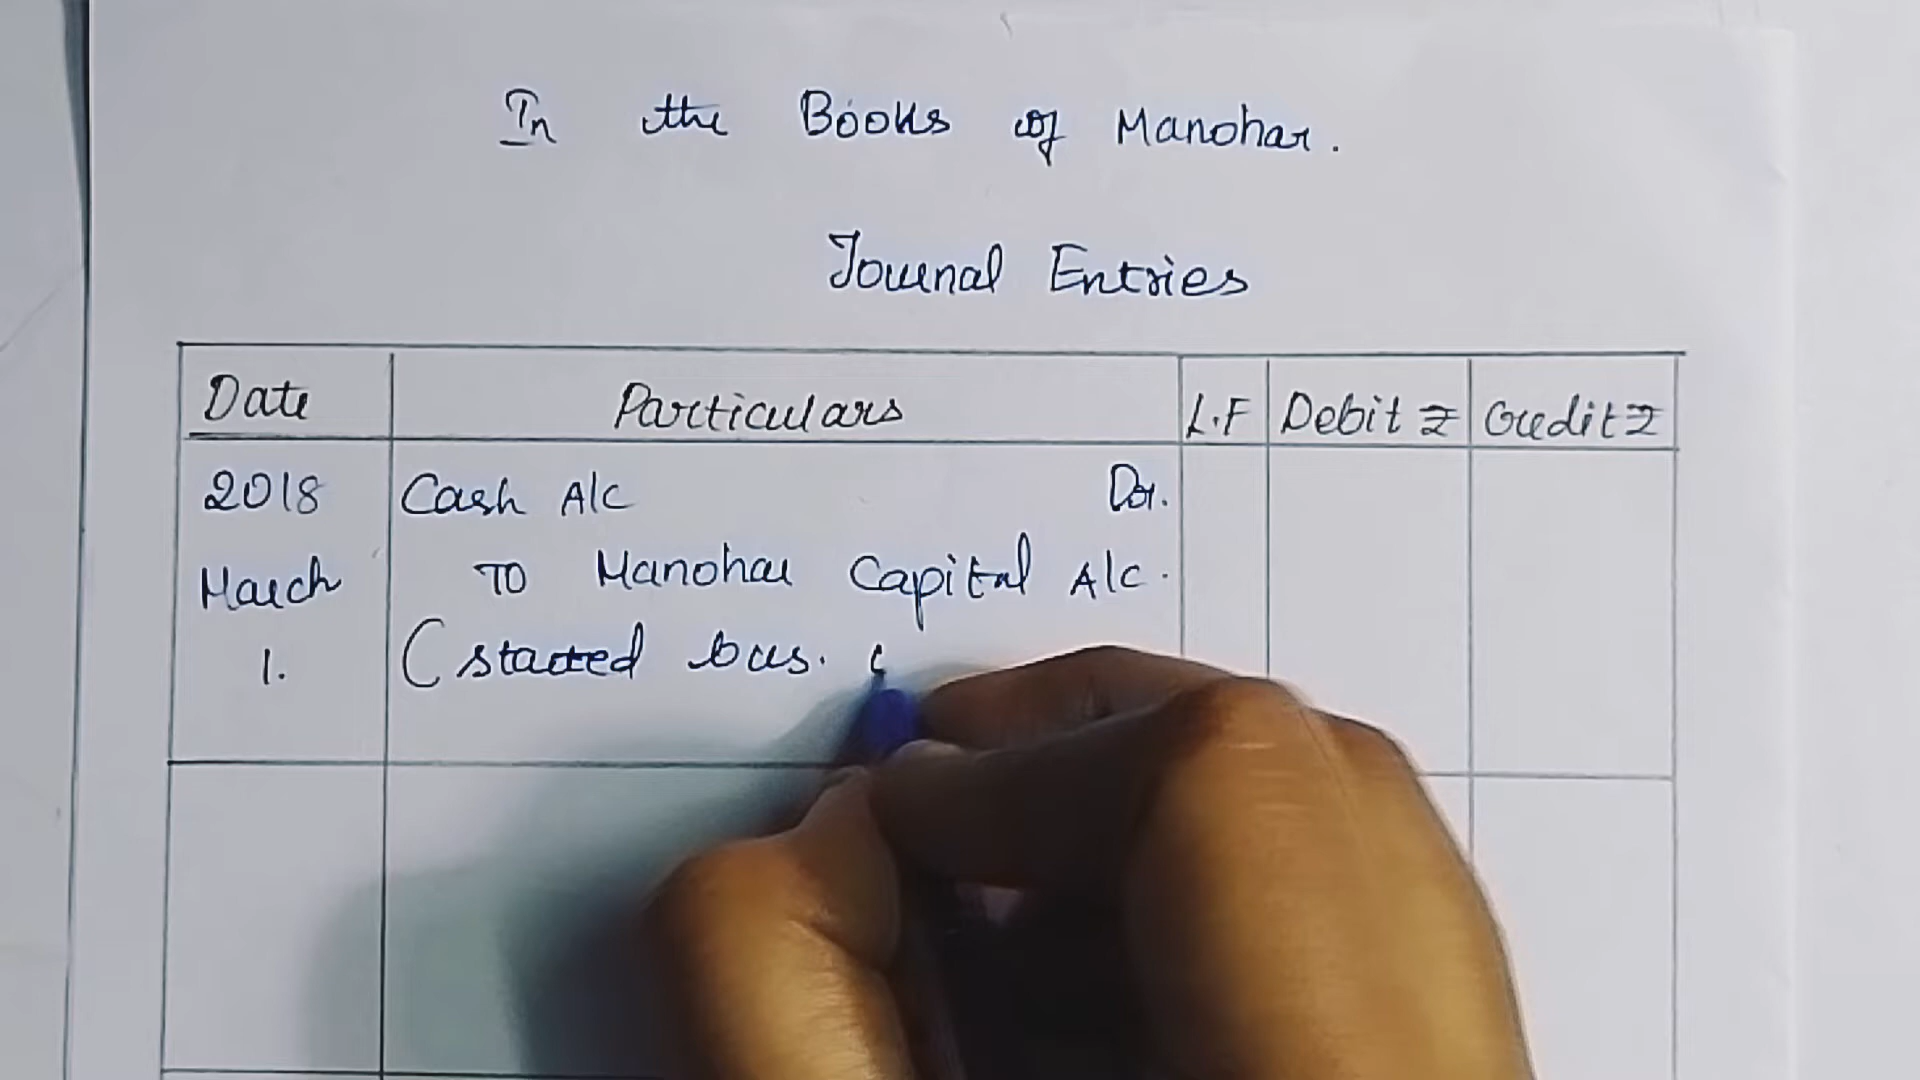 In the Books of Manohar.
Journal Entries
Date Particulars L.F Debit ₹ Credit ₹
2018 Cash A/c Dr.
March To Manohar Capital A/c.
1. (started bus.